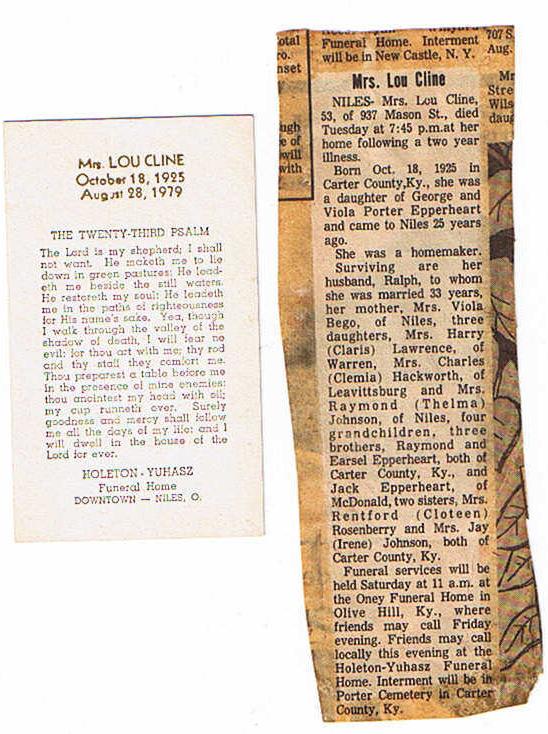 Mrs. LOU CLINE
October 18, 1925
August 28, 1979
THE TWENTY-THIRD PSALM
The Lord is my shepherd; I shall
not want. He maketh me to lie
down in green pastures: He lead-
eth me beside the still waters.
He restoreth my soul: He leadeth
me in the paths of righteousness
for His name's sake. Yea, though
I walk through the valley of the
shadow of death, I will fear no
evil: for thou art with me; thy rod
and thy staff they comfort me.
Thou preparest a table before me
in the presence of mine enemies:
thou anointest my head with oil;
my cup runneth over. Surely
goodness and mercy shall follow
me all the days of my life: and I
will dwell in the house of the
Lord for ever.
HOLETON - YUHASZ
Funeral Home
DOWNTOWN — NILES, O.
otal
ro.
nset
ugh
e of
will
with
Funeral Home. Interment
will be in New Castle, N. Y.
Mrs. Lou Cline
NILES- Mrs. Lou Cline,
53, of 937 Mason St., died
Tuesday at 7:45 p.m.at her
home following a two year
illness.
Born Oct. 18, 1925 in
Carter County,Ky., she was
a daughter of George and
Viola Porter Epperheart
and came to Niles 25 years
ago.
She was a homemaker.
Surviving are her
husband, Ralph, to whom
she was married 33 years,
her mother, Mrs. Viola
Bego, of Niles, three
daughters, Mrs. Harry
(Claris) Lawrence, of
Warren, Mrs. Charles
(Clemia) Hackworth, of
Leavittsburg and Mrs.
Raymond (Thelma)
Johnson, of Niles, four
grandchildren, three
brothers, Raymond and
Earsel Epperheart, both of
Carter County, Ky., and
Jack Epperheart, of
McDonald, two sisters, Mrs.
Rentford (Cloteen)
Rosenberry and Mrs. Jay
(Irene) Johnson, both of
Carter County, Ky.
Funeral services will be
held Saturday at 11 a.m. at
the Oney Funeral Home in
Olive Hill, Ky., where
friends may call Friday
evening. Friends may call
locally this evening at the
Holeton-Yuhasz Funeral
Home. Interment will be in
Porter Cemetery in Carter
County, Ky.
707 S.
Aug.
Mr
Stre
Wils
daug